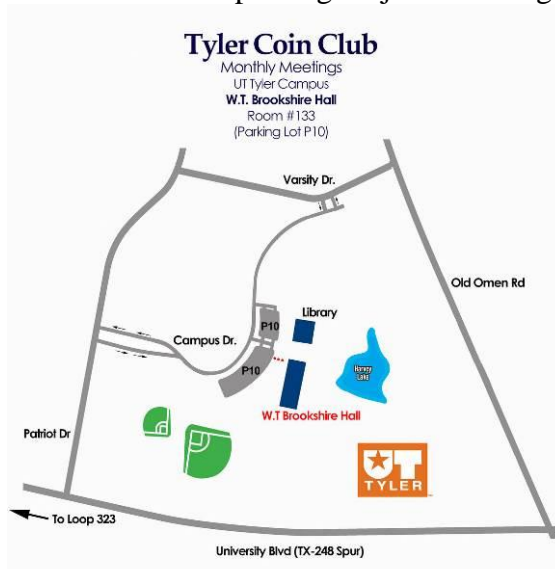 Tyler Coin Club
Monthly Meetings
UT Tyler Campus
W.T. Brookshire Hall
Room #133
(Parking Lot P10)
Varsity Dr.
Old Omen Rd
Library
P10
Campus Dr.
P10
Harvey
Lake
W.T Brookshire Hall
Patriot Dr
UT
TYLER
To Loop 323
University Blvd (TX-248 Spur)